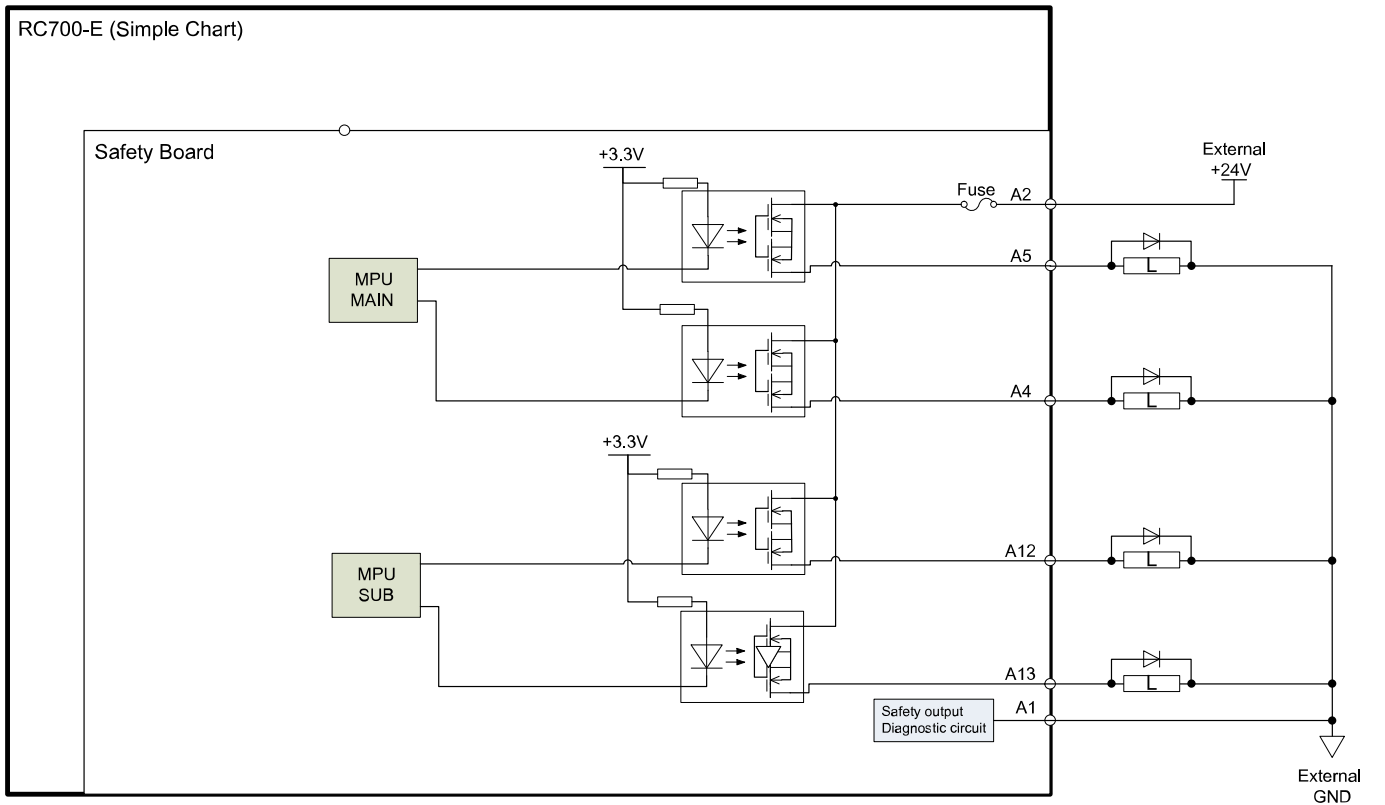 RC700-E (Simple Chart)
Safety Board
+3.3V
External
+24V
Fuse
A2
A5
L
MPU
MAIN
A4
L
+3.3V
A12
L
MPU
SUB
A13
L
Safety output
Diagnostic circuit
A1
External
GND